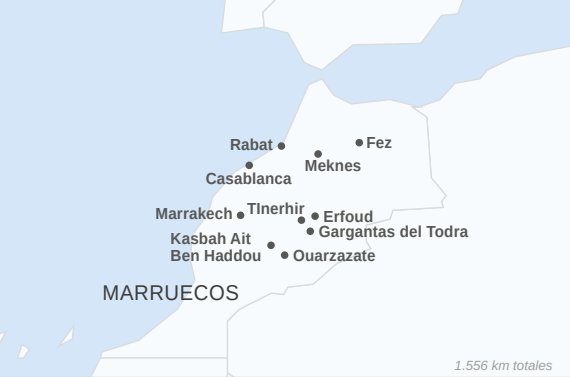 Rabat
Fez
Meknes
Casablanca
Marrakech
TInerhir
Erfoud
Gargantas del Todra
Kasbah Ait
Ben Haddou
Ouarzazate
MARRUECOS
1.556 km totales